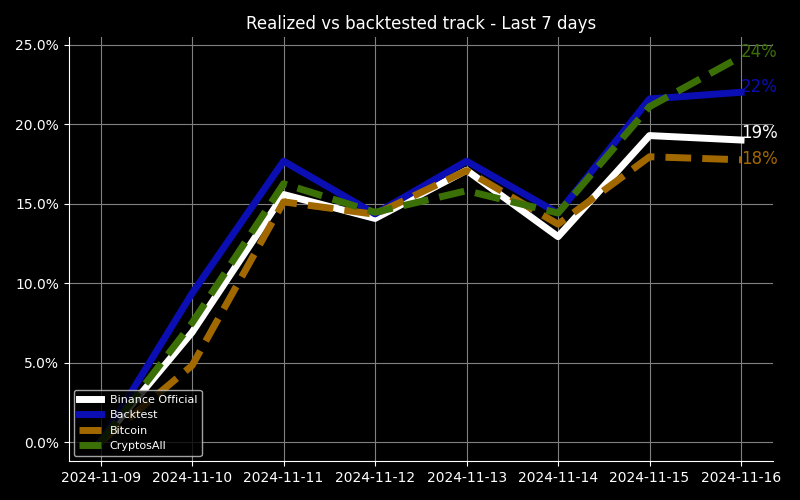 Realized vs backtested track - Last 7 days
25.0%
20.0%
15.0%
10.0%
5.0%
0.0%
24%
22%
19%
18%
Binance Official
Backtest
Bitcoin
CryptosAll
2024-11-09 2024-11-10 2024-11-11 2024-11-12 2024-11-13 2024-11-14 2024-11-15 2024-11-16